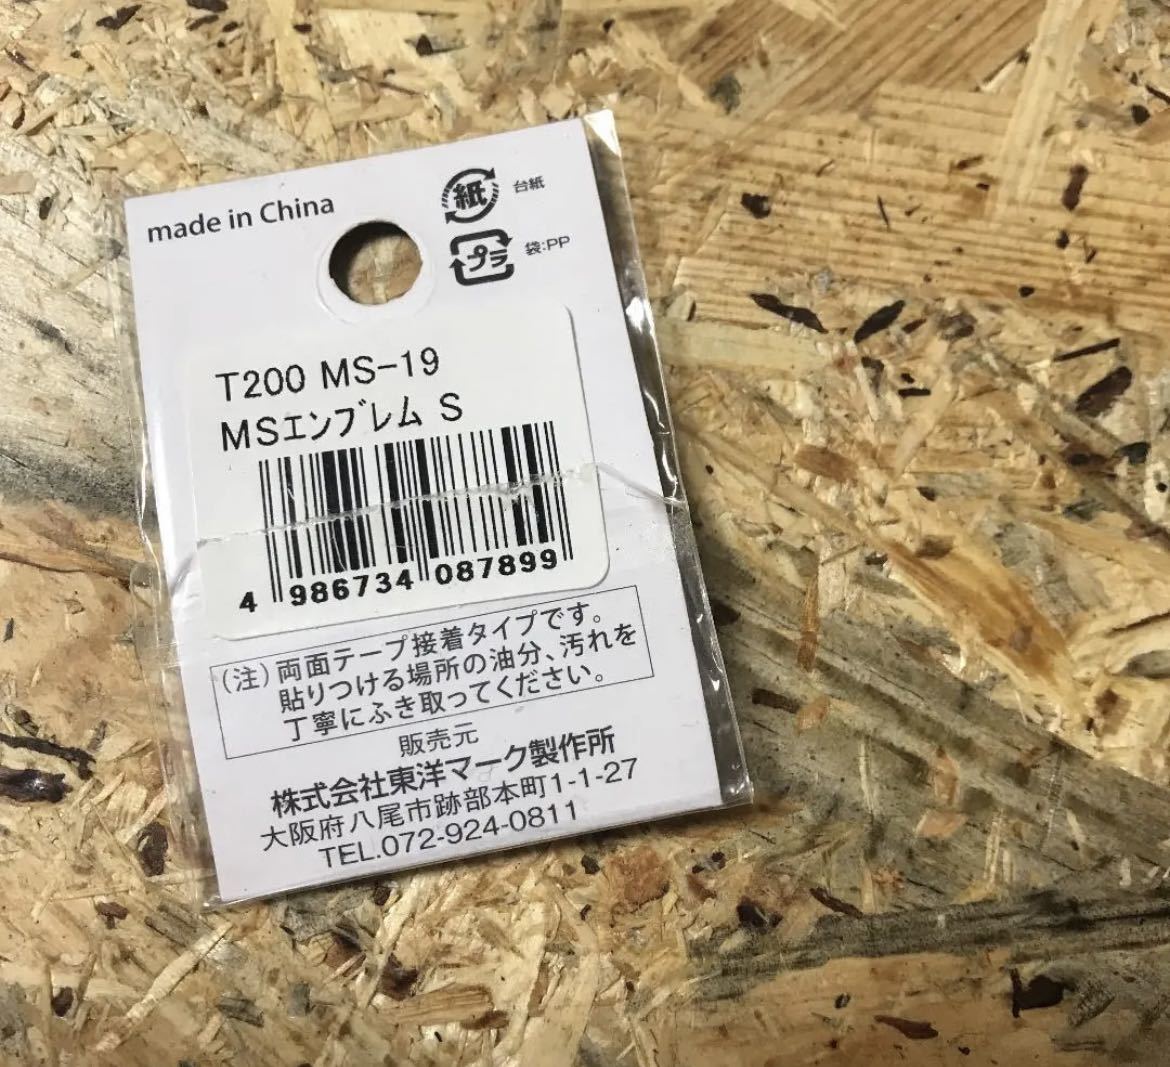 made in China
紙 台紙
プラ 袋:PP
T200 MS-19
MSｴﾝﾌﾞﾚﾑ S
4 986734 087899
(注) 両面テープ接着タイプです。
貼りつける場所の油分、汚れを
丁寧にふき取ってください。
販売元
株式会社東洋マーク製作所
大阪府八尾市跡部本町1-1-27
TEL.072-924-0811